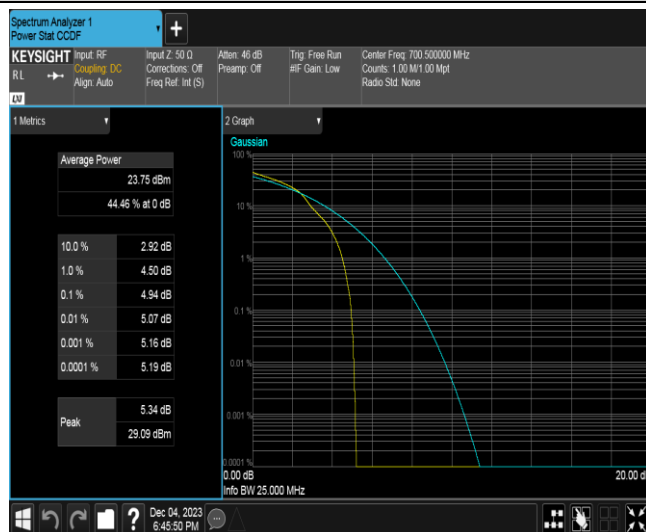 Spectrum Analyzer 1
Power Stat CCDF
+
KEYSIGHT
RL
Input: RF
Coupling: DC
Align: Auto
Input Z: 50 Ω
Corrections: Off
Freq Ref: Int (S)
Atten: 46 dB
Preamp: Off
Trig: Free Run
#IF Gain: Low
Center Freq: 700.500000 MHz
Counts: 1.00 M/1.00 Mpt
Radio Std: None
1 Metrics
Average Power
23.75 dBm
44.46 % at 0 dB
10.0 % 2.92 dB
1.0 % 4.50 dB
0.1 % 4.94 dB
0.01 % 5.07 dB
0.001 % 5.16 dB
0.0001 % 5.19 dB
Peak
5.34 dB
29.09 dBm
2 Graph
Gaussian
100 %
10 %
1 %
0.1 %
0.01 %
0.001 %
0.0001 %
0.00 dB
20.00 d
Info BW 25.000 MHz
?
Dec 04, 2023
6:45:50 PM